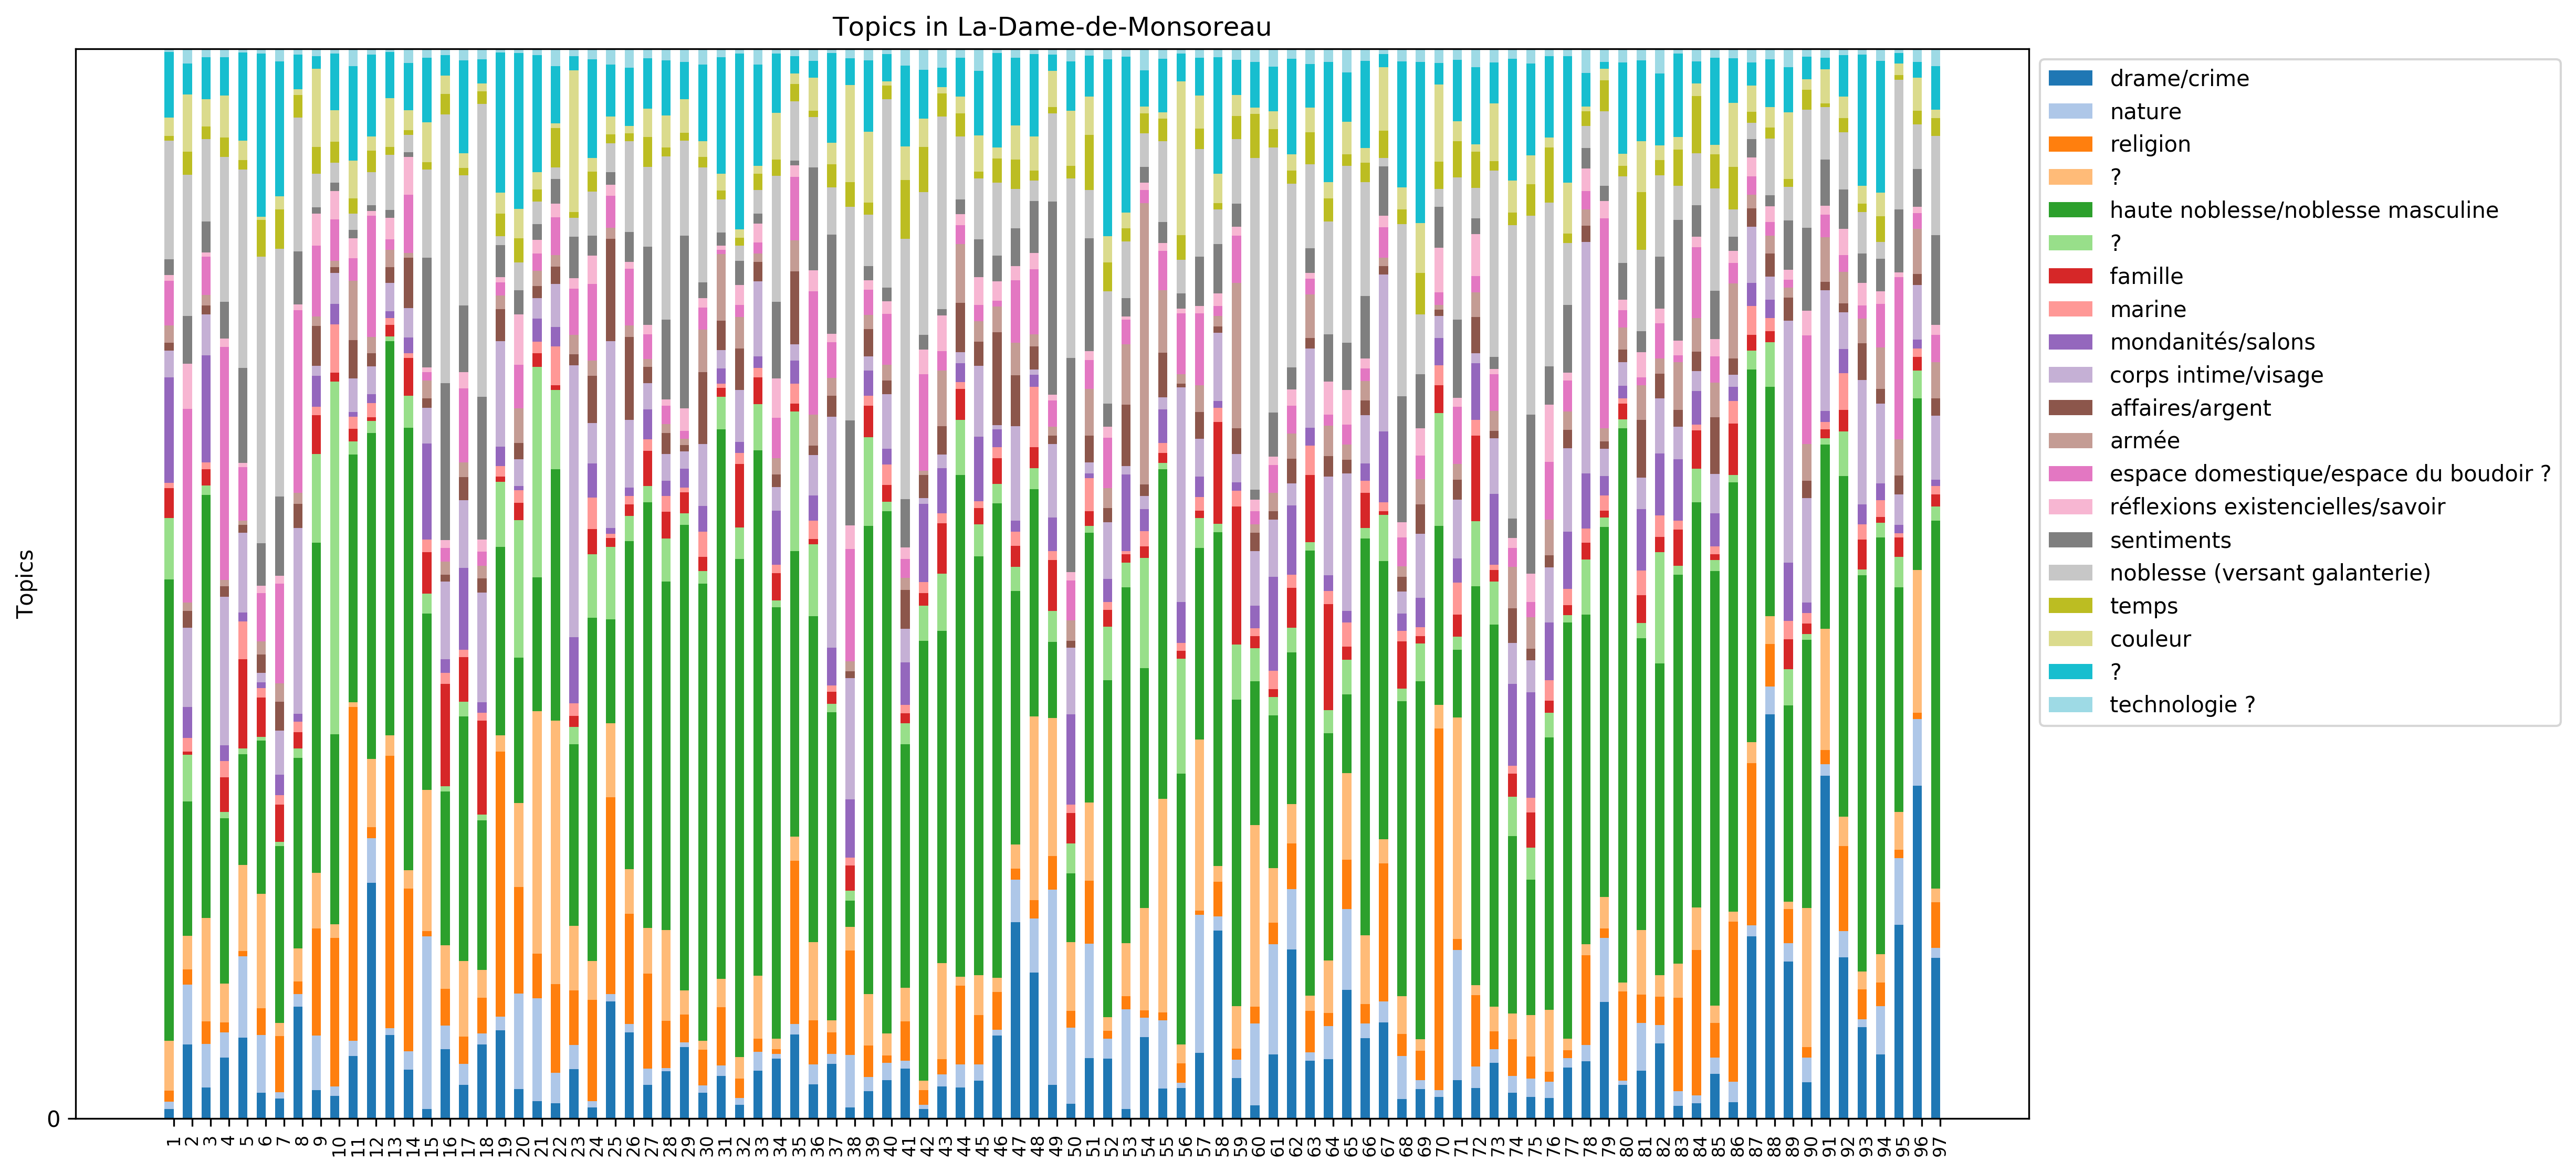 Topics in La-Dame-de-Monsoreau
Topics
0
1 2 3 4 5 6 7 8 9 10 11 12 13 14 15 16 17 18 19 20 21 22 23 24 25 26 27 28 29 30 31 32 33 34 35 36 37 38 39 40 41 42 43 44 45 46 47 48 49 50 51 52 53 54 55 56 57 58 59 60 61 62 63 64 65 66 67 68 69 70 71 72 73 74 75 76 77 78 79 80 81 82 83 84 85 86 87 88 89 90 91 92 93 94 95 96 97
drame/crime
nature
religion
?
haute noblesse/noblesse masculine
?
famille
marine
mondanités/salons
corps intime/visage
affaires/argent
armée
espace domestique/espace du boudoir ?
réflexions existencielles/savoir
sentiments
noblesse (versant galanterie)
temps
couleur
?
technologie ?